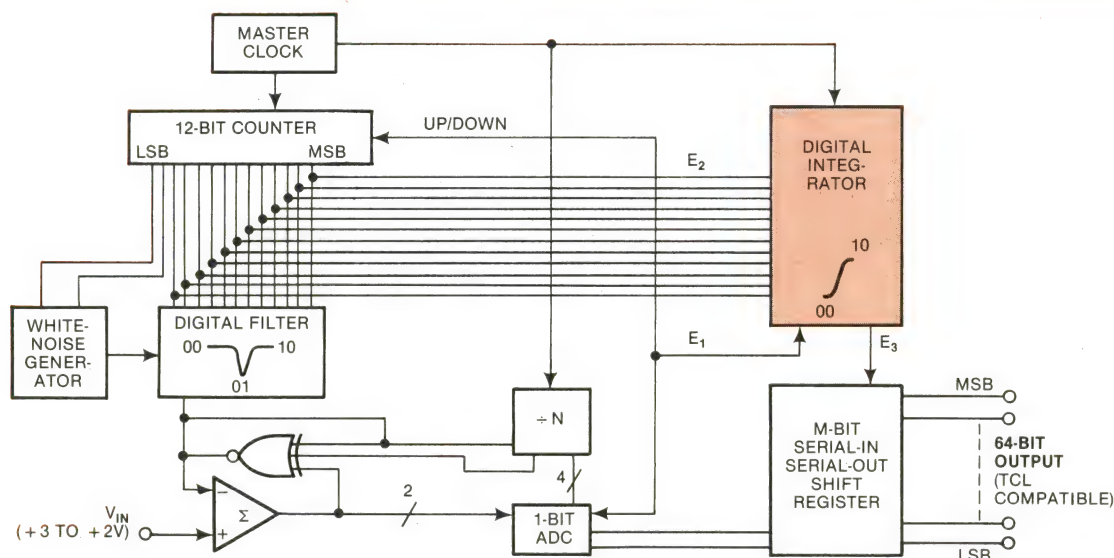 MASTER
CLOCK
12-BIT COUNTER
LSB
MSB
UP/DOWN
E2
DIGITAL
INTEG-
RATOR
10
00
WHITE-
NOISE
GENER-
ATOR
DIGITAL FILTER
00
10
01
E1
E3
÷ N
M-BIT
SERIAL-IN
SERIAL-OUT
SHIFT
REGISTER
MSB
64-BIT
OUTPUT
(TCL
COMPATIBLE)
LSB
4
2
−
Σ
+
VIN
(+3 TO +2V)
1-BIT
ADC